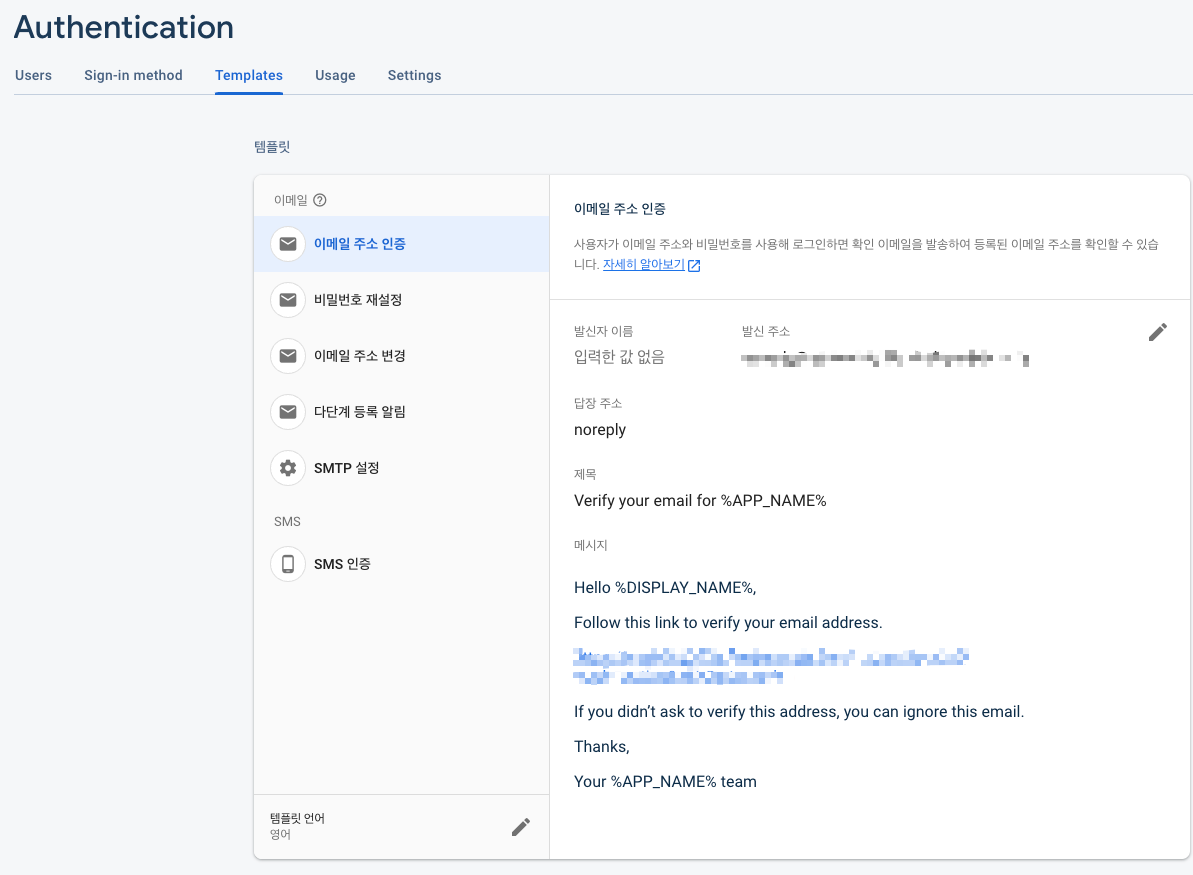 Authentication
Users
Sign-in method
Templates
Usage
Settings
템플릿
이메일
이메일 주소 인증
비밀번호 재설정
이메일 주소 변경
다단계 등록 알림
SMTP 설정
SMS
SMS 인증
템플릿 언어
영어
이메일 주소 인증
사용자가 이메일 주소와 비밀번호를 사용해 로그인하면 확인 이메일을 발송하여 등록된 이메일 주소를 확인할 수 있습
니다. 자세히 알아보기
발신자 이름
입력한 값 없음
발신 주소
답장 주소
noreply
제목
Verify your email for %APP_NAME%
메시지
Hello %DISPLAY_NAME%,
Follow this link to verify your email address.
If you didn’t ask to verify this address, you can ignore this email.
Thanks,
Your %APP_NAME% team